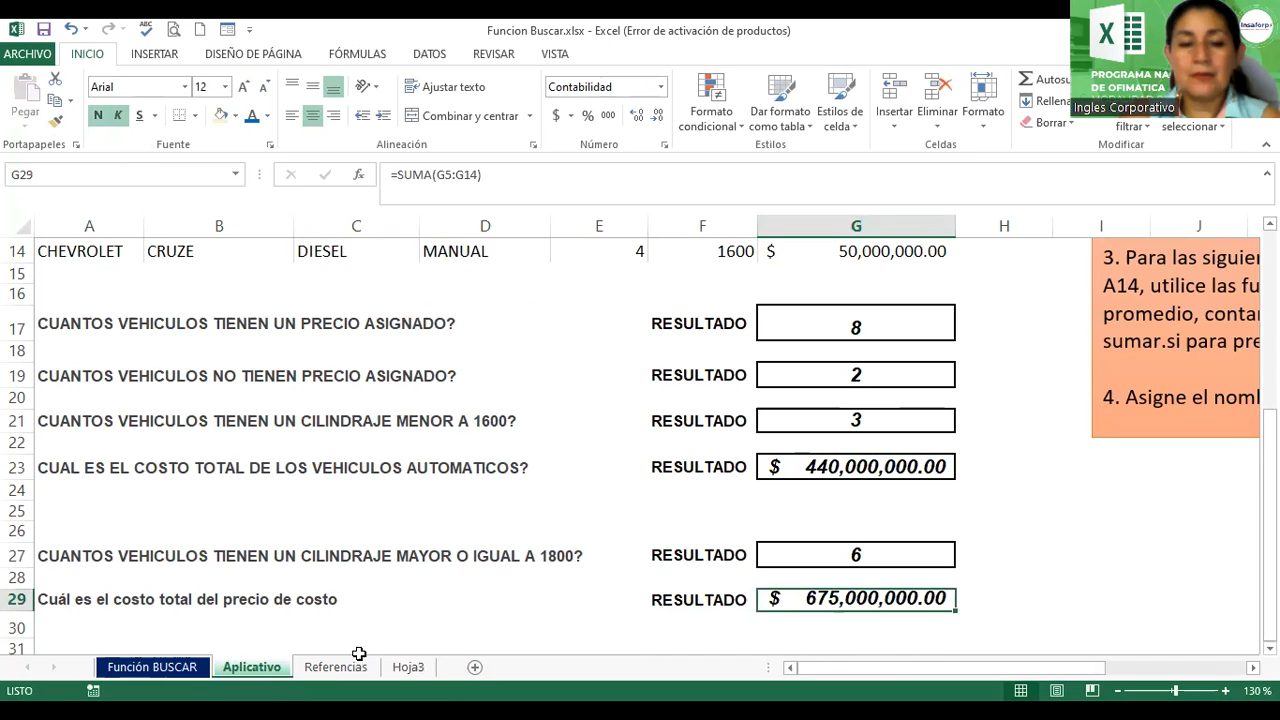 Función Buscar.xlsx - Excel (Error de activación de productos)
ARCHIVO INICIO INSERTAR DISEÑO DE PÁGINA FÓRMULAS DATOS REVISAR VISTA
Pegar
Portapapeles
Arial 12
N K S
Fuente
Ajustar texto
Combinar y centrar
Alineación
Contabilidad
$ % 000
Número
Formato condicional
Dar formato como tabla
Estilos de celda
Estilos
Insertar Eliminar Formato
Celdas
Σ Autosu
Rellena
Borrar
filtrar seleccionar
Modificar
Insaforp
PROGRAMA NA
DE OFIMATICA
Ingles Corporativo
G29 fx =SUMA(G5:G14)
A B C D E F G H I J
14 CHEVROLET CRUZE DIESEL MANUAL 4 1600 $ 50,000,000.00
15
16
17 CUANTOS VEHICULOS TIENEN UN PRECIO ASIGNADO? RESULTADO 8
18
19 CUANTOS VEHICULOS NO TIENEN PRECIO ASIGNADO? RESULTADO 2
20
21 CUANTOS VEHICULOS TIENEN UN CILINDRAJE MENOR A 1600? RESULTADO 3
22
23 CUAL ES EL COSTO TOTAL DE LOS VEHICULOS AUTOMATICOS? RESULTADO $ 440,000,000.00
24
25
26
27 CUANTOS VEHICULOS TIENEN UN CILINDRAJE MAYOR O IGUAL A 1800? RESULTADO 6
28
29 Cuál es el costo total del precio de costo RESULTADO $ 675,000,000.00
30
31
3. Para las siguien
A14, utilice las fu
promedio, contar
sumar.si para pre
4. Asigne el noml
Función BUSCAR Aplicativo Referencias Hoja3
LISTO 130 %